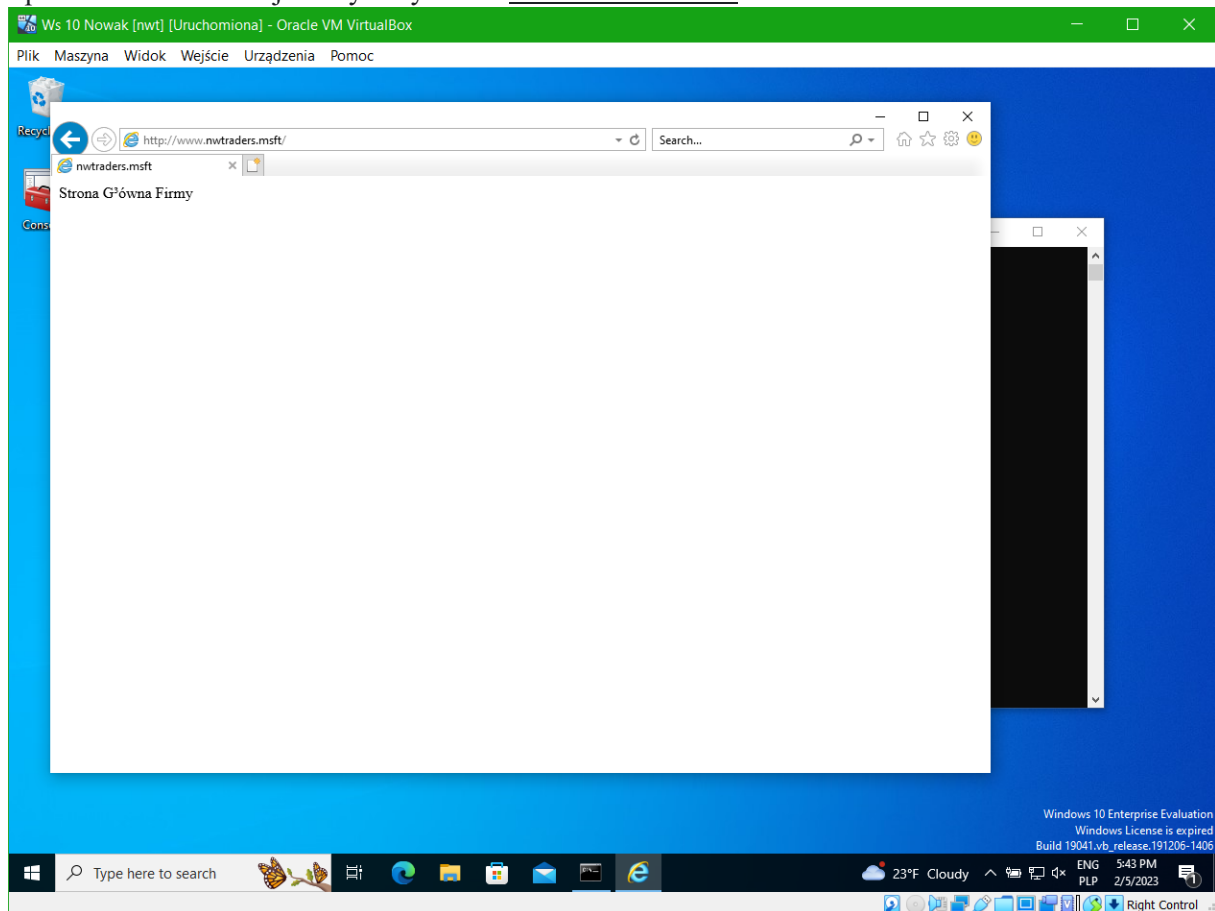 Ws 10 Nowak [nwt] [Uruchomiona] - Oracle VM VirtualBox
Plik Maszyna Widok Wejście Urządzenia Pomoc
http://www.nwtraders.msft/
Search...
nwtraders.msft
Strona G³ówna Firmy
Windows 10 Enterprise Evaluation
Windows License is expired
Build 19041.vb_release.191206-1406
Type here to search
23°F Cloudy
ENG
PLP
5:43 PM
2/5/2023
Right Control